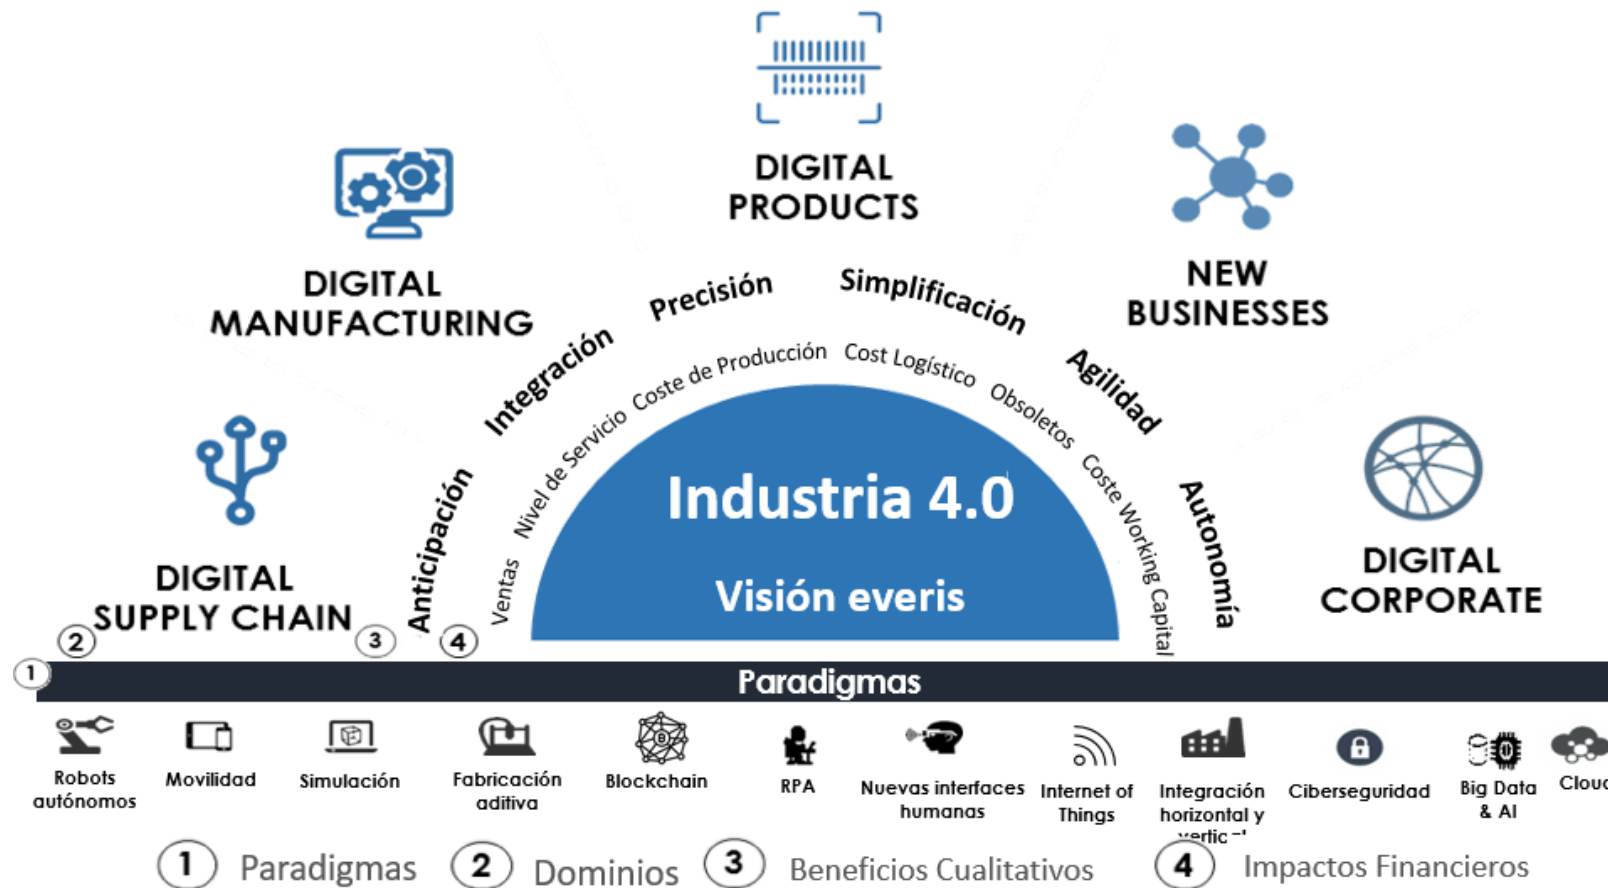 DIGITAL
PRODUCTS
DIGITAL
MANUFACTURING
NEW
BUSINESSES
DIGITAL
SUPPLY CHAIN
DIGITAL
CORPORATE
Anticipación
Integración
Precisión
Simplificación
Agilidad
Autonomía
Ventas
Nivel de Servicio
Coste de Producción
Cost Logístico
Obsoletos
Coste Working Capital
Industria 4.0
Visión everis
2
3
4
1
Paradigmas
Robots
autónomos
Movilidad
Simulación
Fabricación
aditiva
Blockchain
RPA
Nuevas interfaces
humanas
Internet of
Things
Integración
horizontal y
Ciberseguridad
Big Data
& AI
Cloud
1 Paradigmas
2 Dominios
3 Beneficios Cualitativos
4 Impactos Financieros